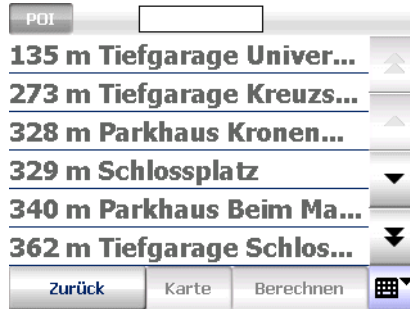 POI
135 m Tiefgarage Univer...
273 m Tiefgarage Kreuzs...
328 m Parkhaus Kronen...
329 m Schlossplatz
340 m Parkhaus Beim Ma...
362 m Tiefgarage Schlos...
Zurück Karte Berechnen